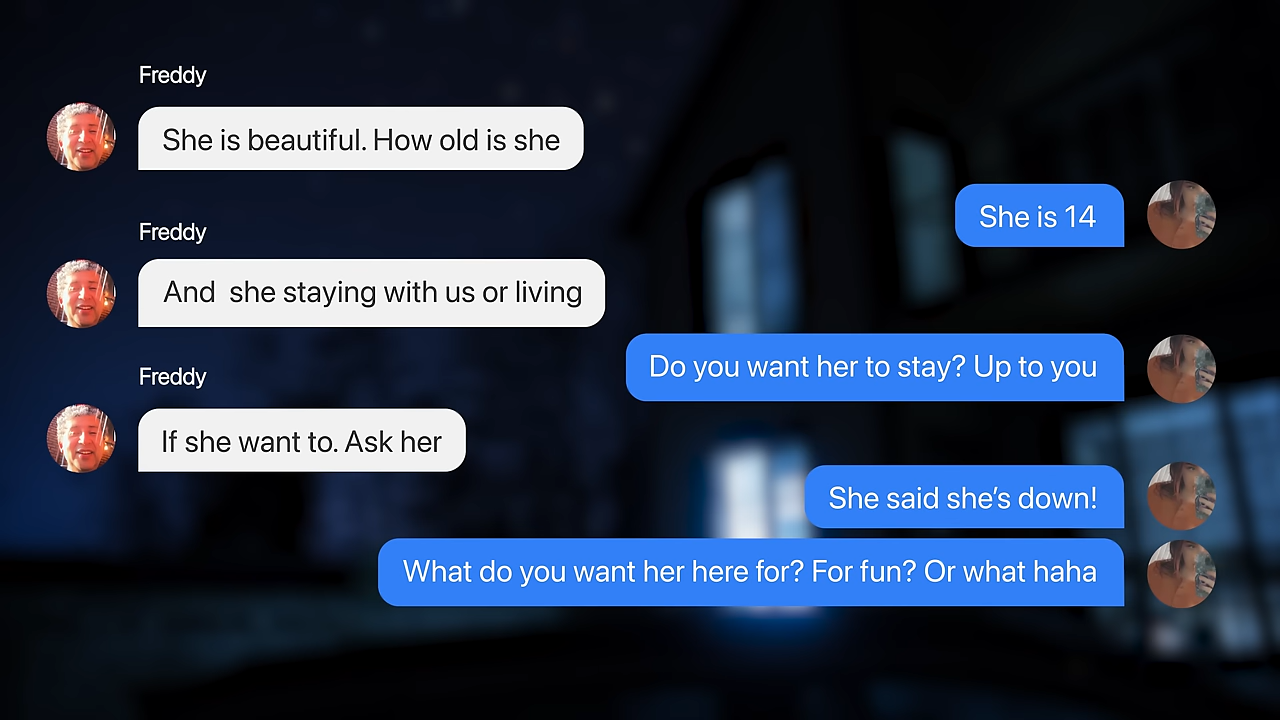 Freddy
She is beautiful. How old is she
She is 14
Freddy
And she staying with us or living
Do you want her to stay? Up to you
Freddy
If she want to. Ask her
She said she's down!
What do you want her here for? For fun? Or what haha